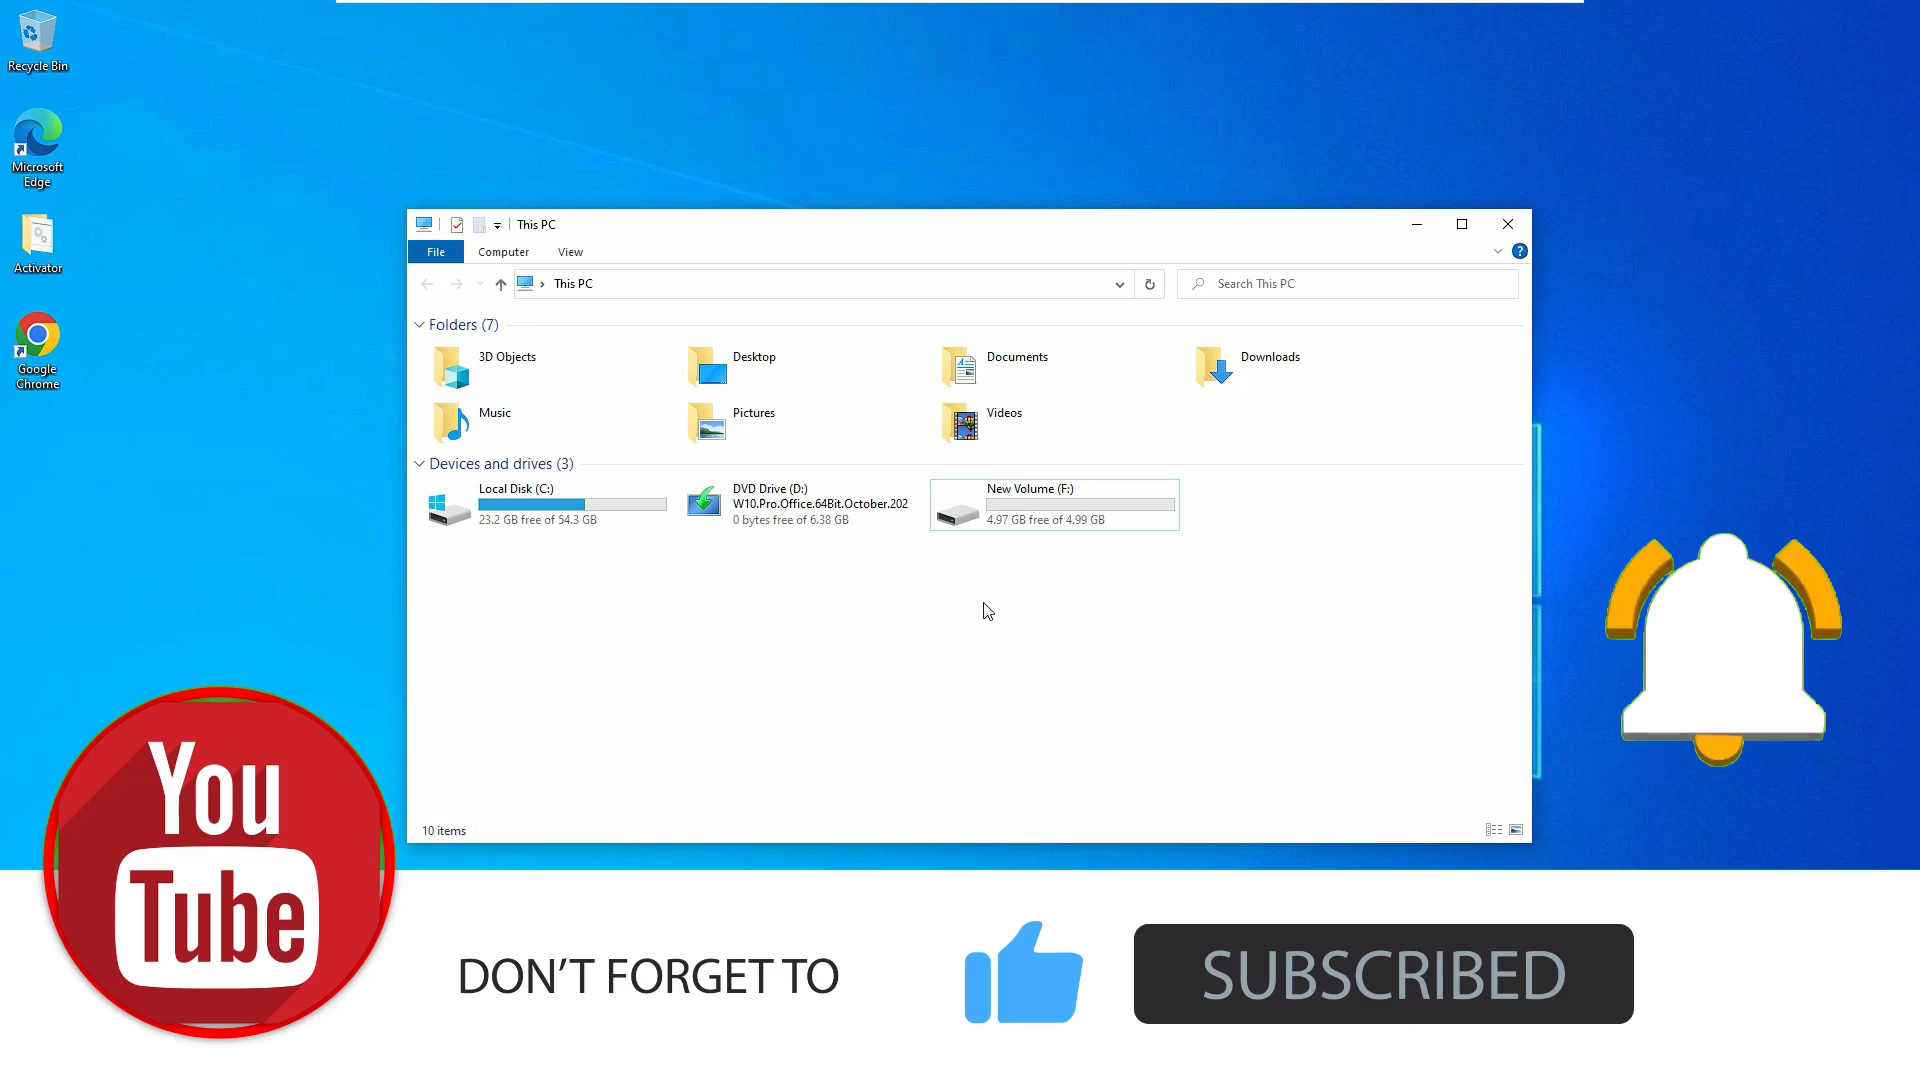 Recycle Bin
Microsoft
Edge
Activator
Google
Chrome
This PC
File Computer View
This PC
Search This PC
Folders (7)
3D Objects
Desktop
Documents
Downloads
Music
Pictures
Videos
Devices and drives (3)
Local Disk (C:)
23.2 GB free of 54.3 GB
DVD Drive (D:)
W10.Pro.Office.64Bit.October.202
0 bytes free of 6.38 GB
New Volume (F:)
4.97 GB free of 4.99 GB
10 items
You
Tube
DON'T FORGET TO
SUBSCRIBED